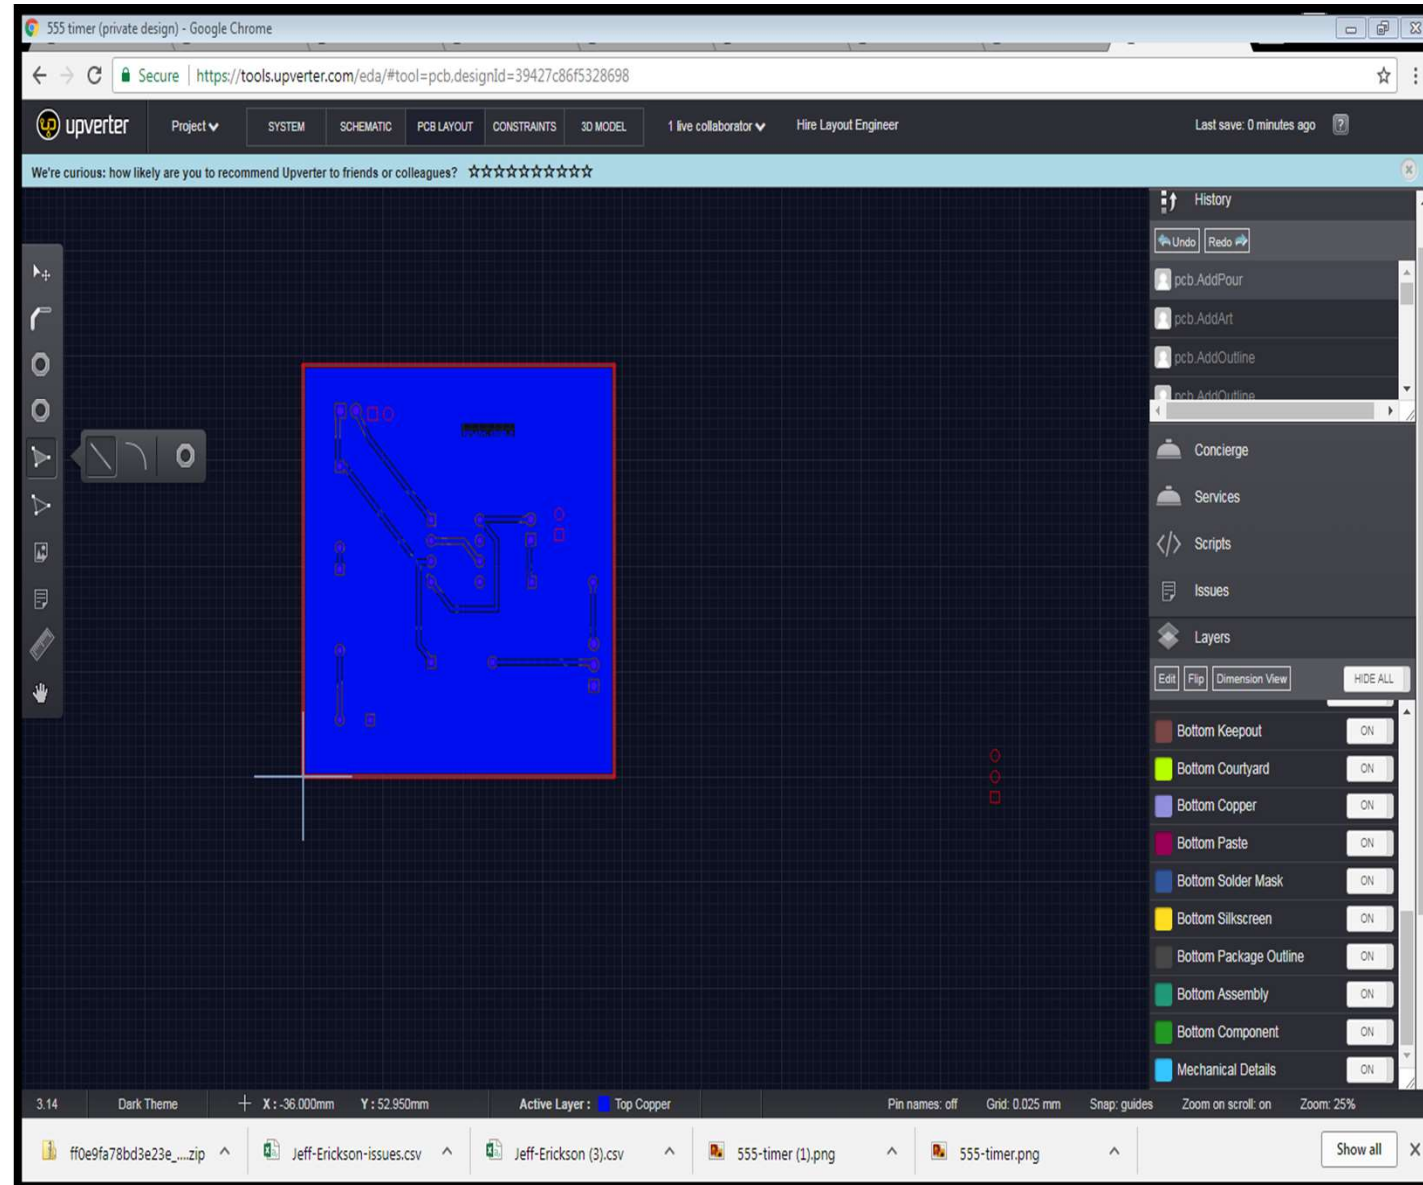 555 timer (private design) - Google Chrome
Secure | https://tools.upverter.com/eda/#tool=pcb,designId=39427c86f5328698
upverter Project SYSTEM SCHEMATIC PCB LAYOUT CONSTRAINTS 3D MODEL 1 live collaborator Hire Layout Engineer Last save: 0 minutes ago ?
We're curious: how likely are you to recommend Upverter to friends or colleagues?
History
Undo Redo
pcb.AddPour
pcb.AddArt
pcb.AddOutline
pcb.AddOutline
Concierge
Services
Scripts
Issues
Layers
Edit Flip Dimension View HIDE ALL
Bottom Keepout ON
Bottom Courtyard ON
Bottom Copper ON
Bottom Paste ON
Bottom Solder Mask ON
Bottom Silkscreen ON
Bottom Package Outline ON
Bottom Assembly ON
Bottom Component ON
Mechanical Details ON
3.14 Dark Theme X : -36.000mm Y : 52.950mm Active Layer : Top Copper Pin names: off Grid: 0.025 mm Snap: guides Zoom on scroll: on Zoom: 25%
ff0e9fa78bd3e23e_....zip Jeff-Erickson-issues.csv Jeff-Erickson (3).csv 555-timer (1).png 555-timer.png Show all